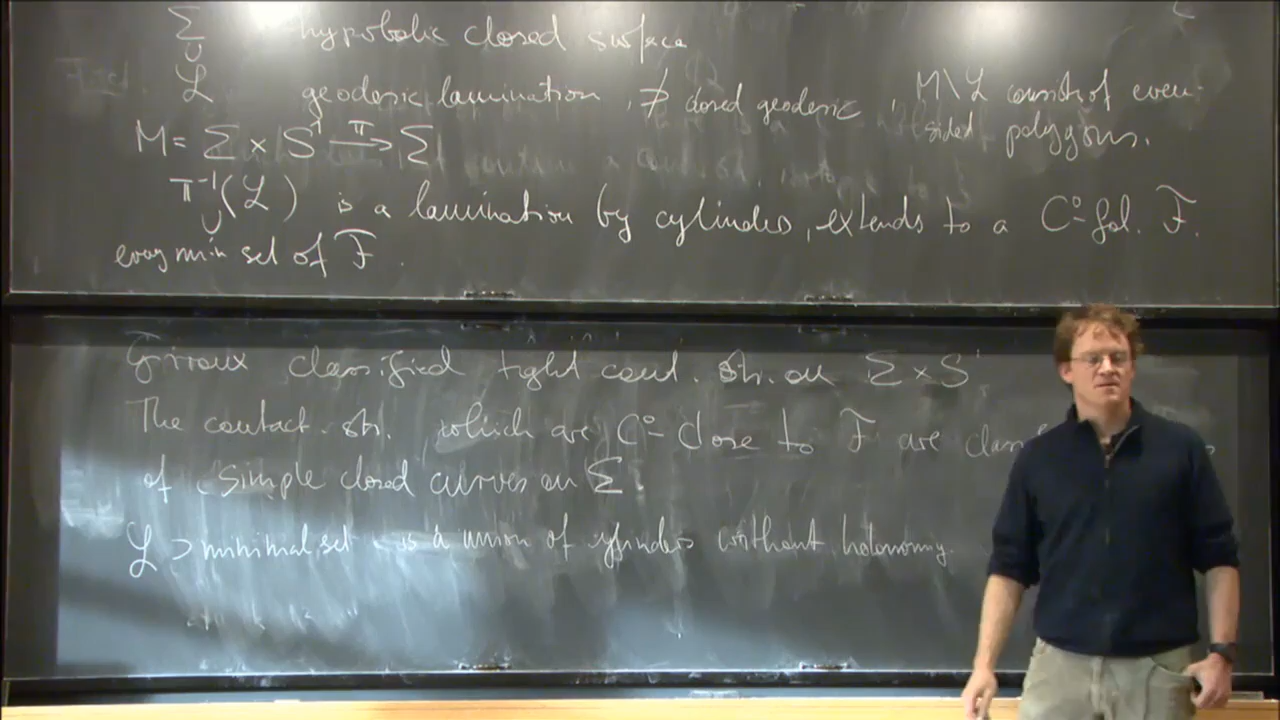 Σ hyperbolic closed surface
∪
ℒ geodesic lamination, ∌ closed geodesic, M\ℒ consists of even-
sided polygons.
M = Σ × S¹ —π→ Σ
π⁻¹(ℒ) is a lamination by cylinders, extends to a C⁰-fol. F.
∪
every min set of F.
Giroux classified tight cont. str. on Σ × S¹
The contact. str. which are C⁰-close to F are
of simple closed curves on Σ
ℒ ⊃ minimal set is a union of cylinders without holonomy.